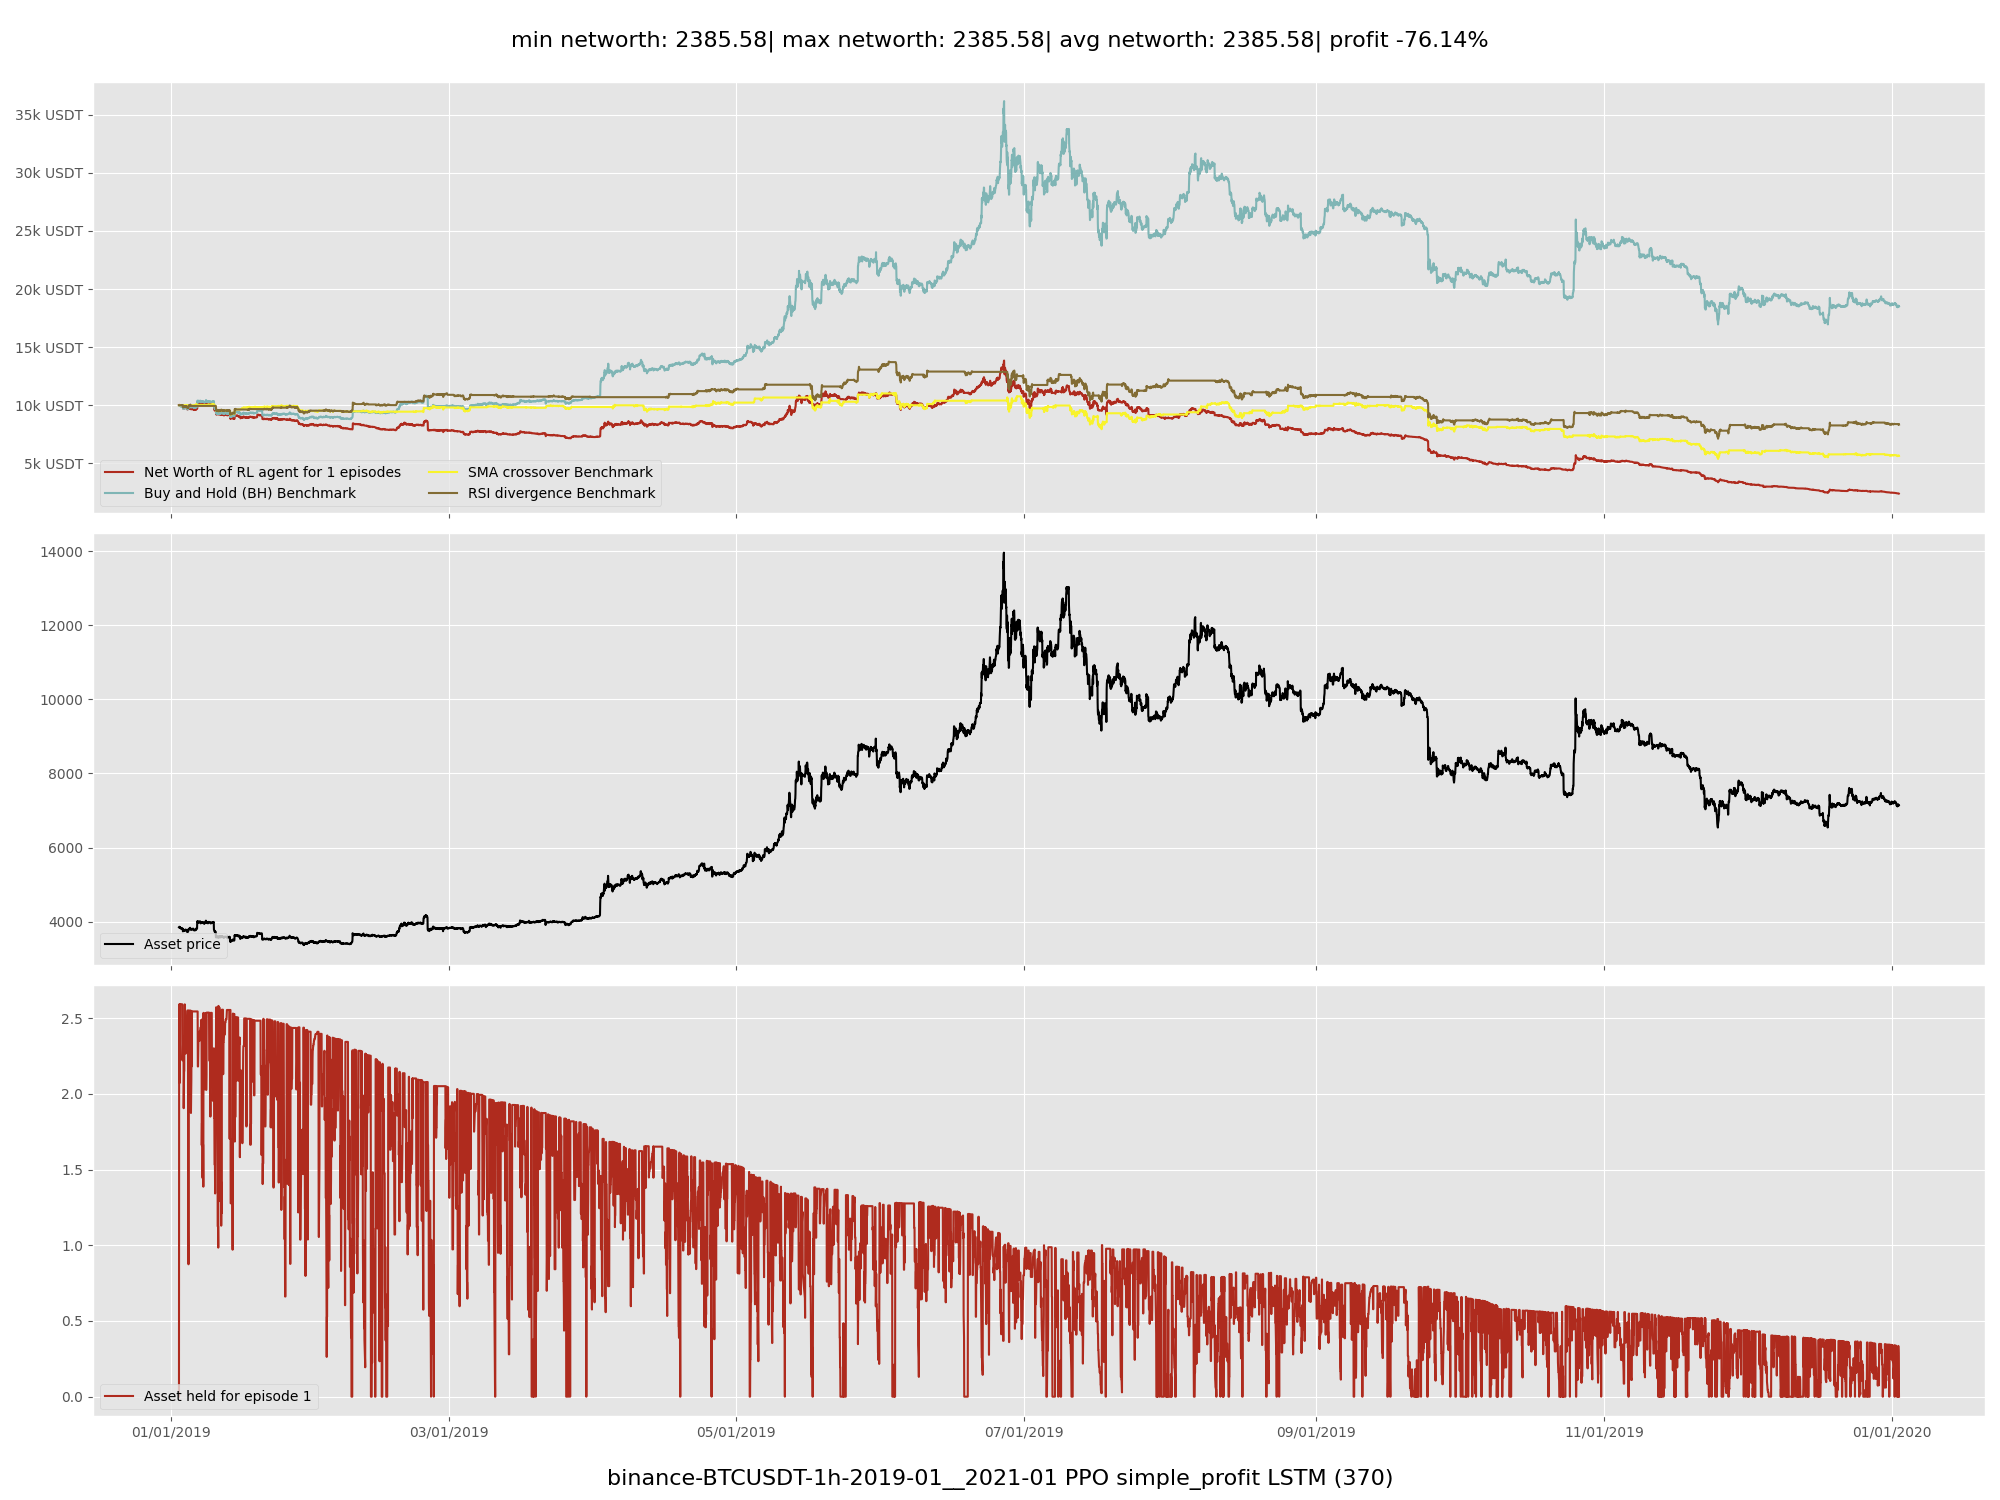 min networth: 2385.58| max networth: 2385.58| avg networth: 2385.58| profit -76.14%
35k USDT
30k USDT
25k USDT
20k USDT
15k USDT
10k USDT
5k USDT
Net Worth of RL agent for 1 episodes
Buy and Hold (BH) Benchmark
SMA crossover Benchmark
RSI divergence Benchmark
14000
12000
10000
8000
6000
4000
Asset price
2.5
2.0
1.5
1.0
0.5
0.0
Asset held for episode 1
01/01/2019 03/01/2019 05/01/2019 07/01/2019 09/01/2019 11/01/2019 01/01/2020
binance-BTCUSDT-1h-2019-01__2021-01 PPO simple_profit LSTM (370)